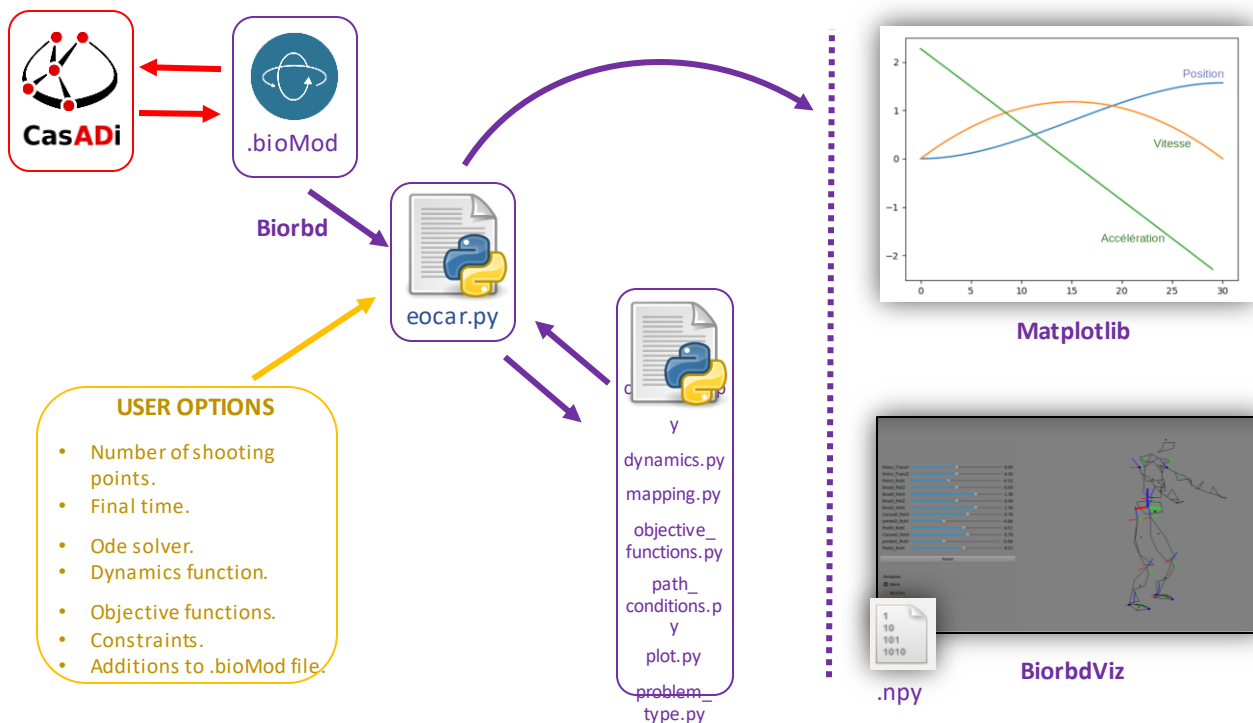 CasADi
.bioMod
Biorbd
eocar.py
USER OPTIONS
• Number of shooting
points.
• Final time.
• Ode solver.
• Dynamics function.
• Objective functions.
• Constraints.
• Additions to .bioMod file.
y
dynamics.py
mapping.py
objective_
functions.py
path_
conditions.p
y
plot.py
problem_
type.py
2
1
0
−1
−2
0 5 10 15 20 25 30
Position
Vitesse
Accélération
Matplotlib
1
10
101
1010
.npy
BiorbdViz